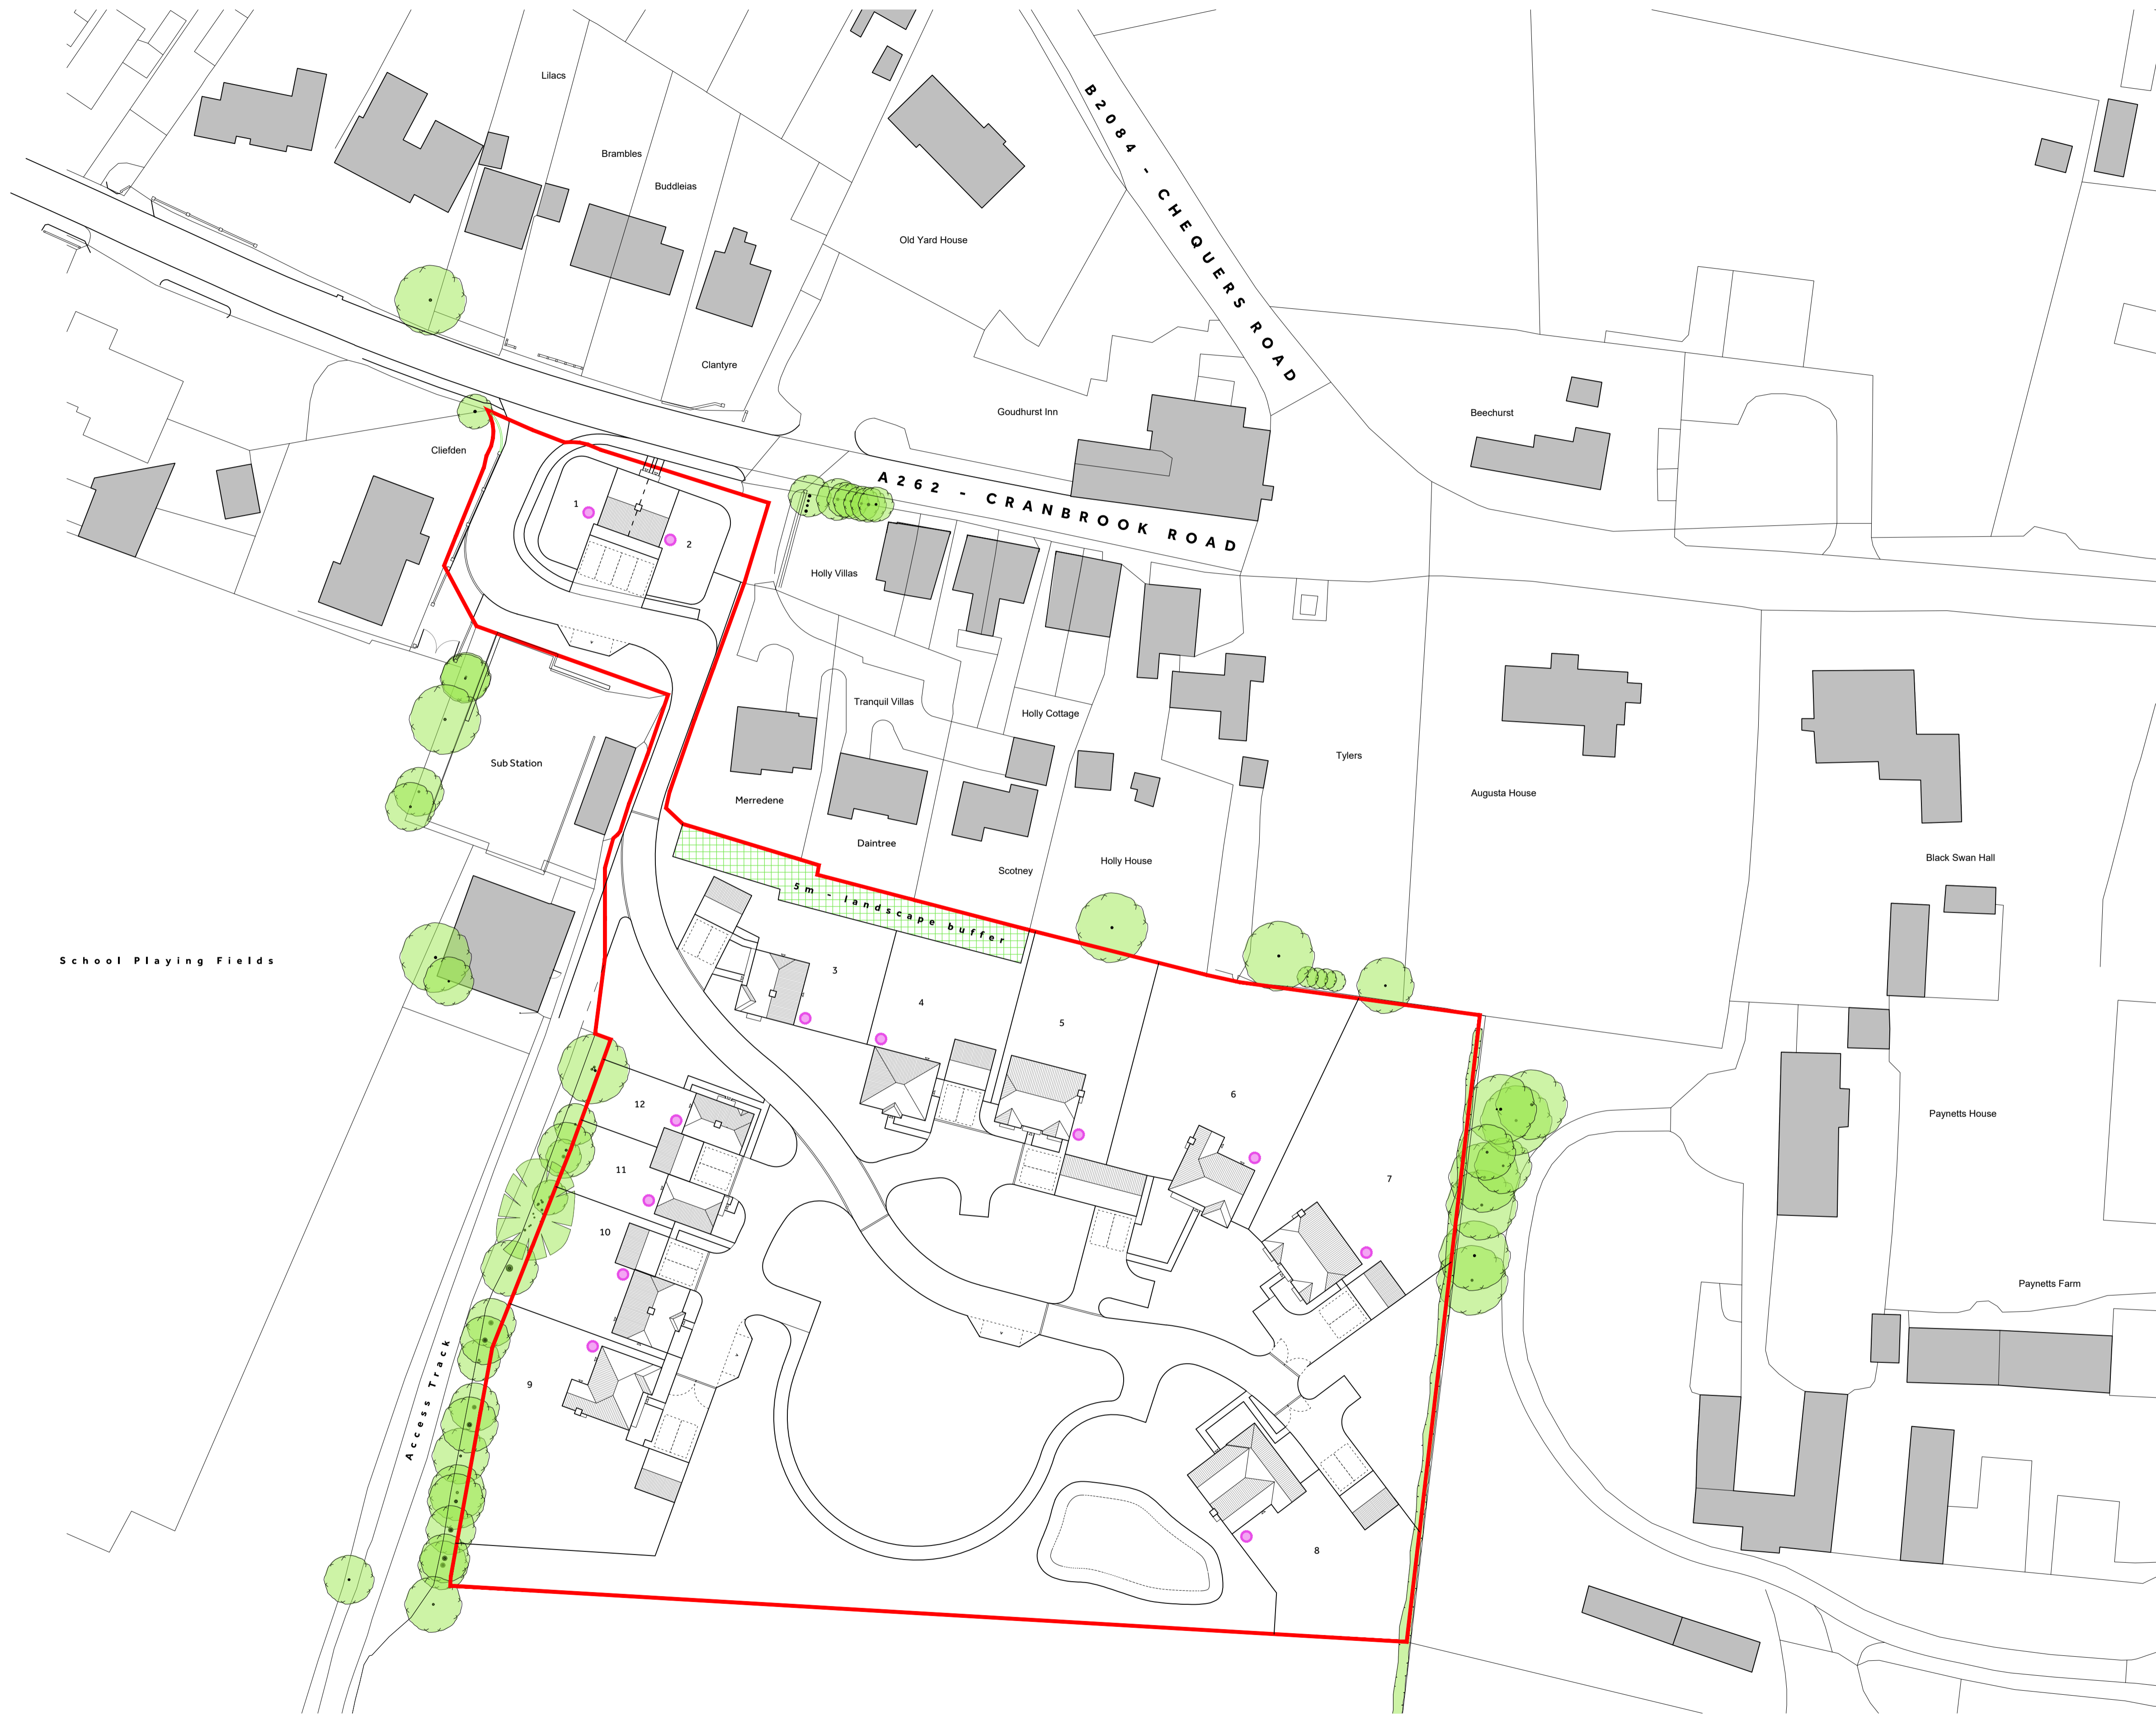 Lilacs
B2084 - CHEQUERS ROAD
Brambles
Buddleias
Old Yard House
Clantyre
Goudhurst Inn
Beechurst
Cliefden
A262 - CRANBROOK ROAD
1
2
Holly Villas
Tranquil Villas
Holly Cottage
Tylers
Sub Station
Augusta House
Merredene
Daintree
Black Swan Hall
Holly House
Scotney
5m - landscape buffer
School Playing Fields
3
4
5
6
12
Paynetts House
11
7
10
Paynetts Farm
Access Track
9
8